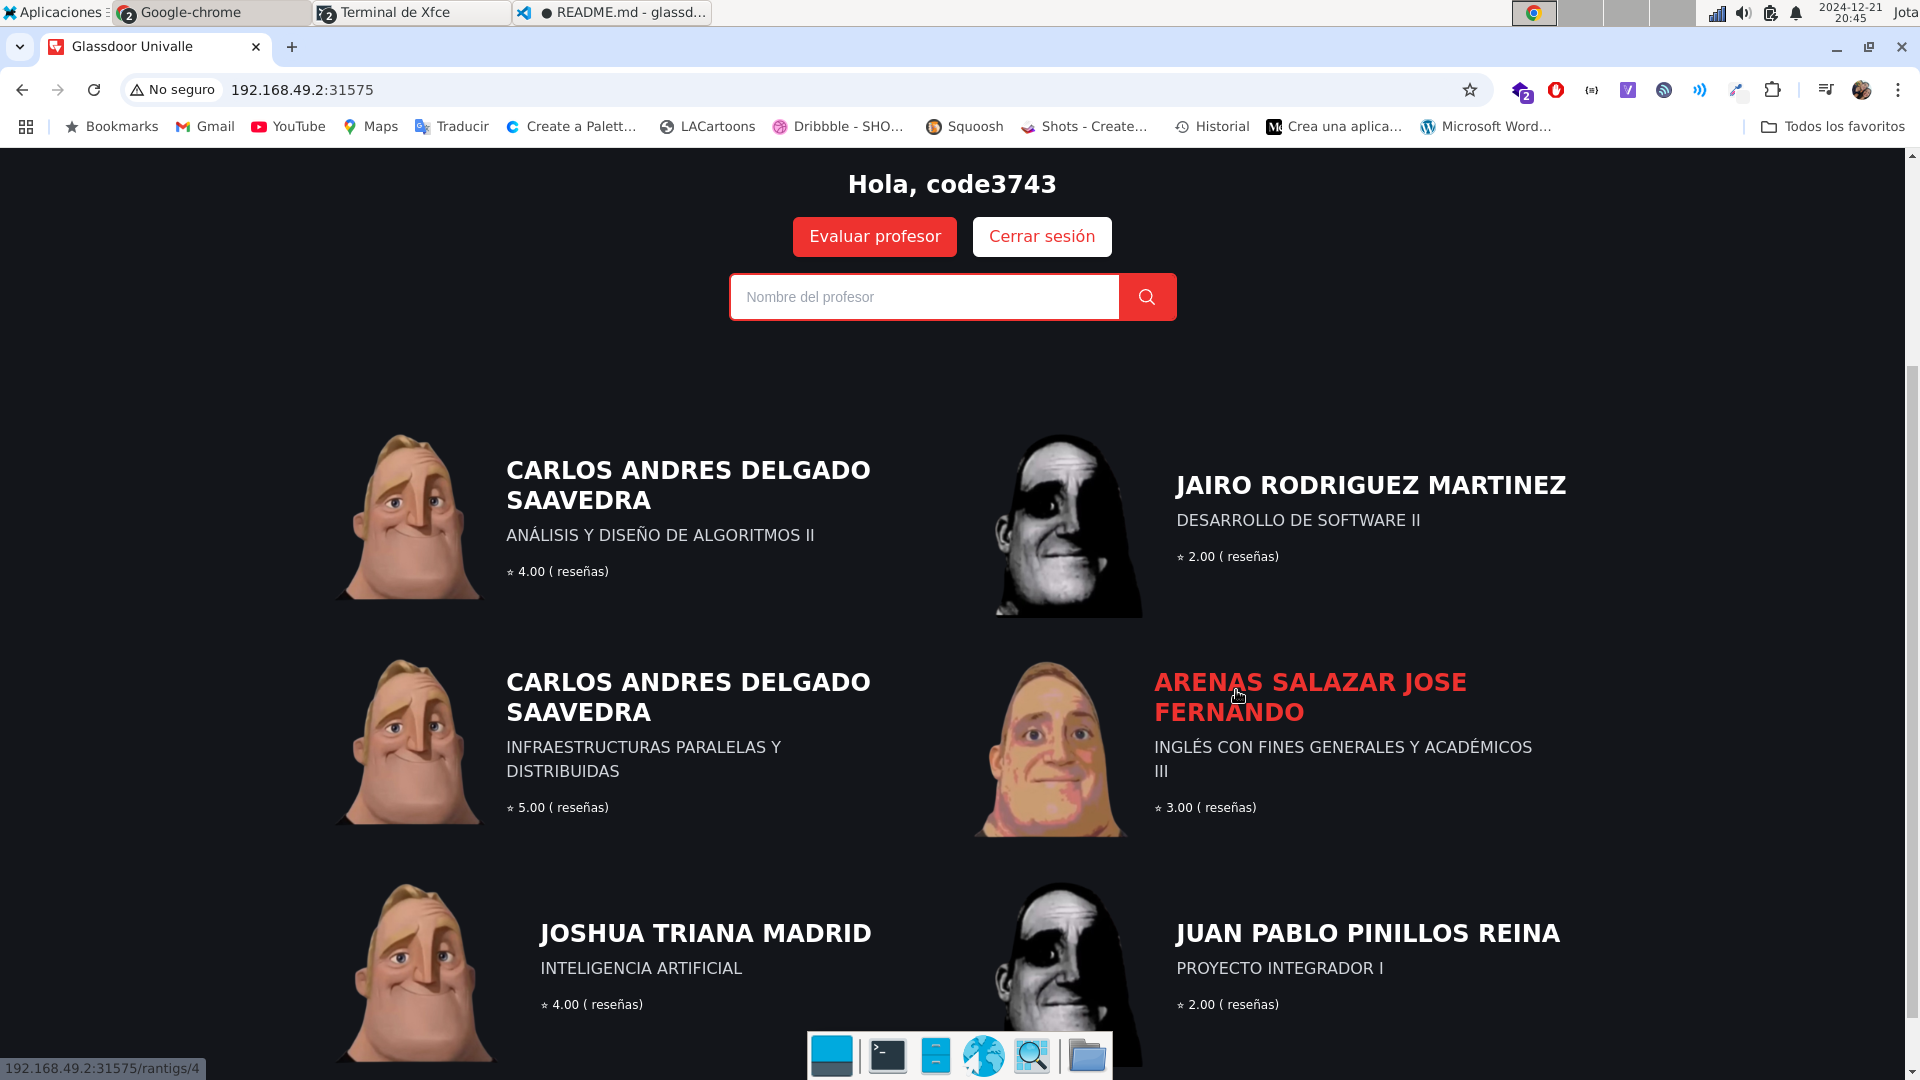 Aplicaciones
2
Google-chrome
2
Terminal de Xfce
● README.md - glassd...
2024-12-21
20:45
Jota
Glassdoor Univalle
No seguro
192.168.49.2:31575
2
Bookmarks
Gmail
YouTube
Maps
Traducir
Create a Palett...
LACartoons
Dribbble - SHO...
Squoosh
Shots - Create...
Historial
Crea una aplica...
Microsoft Word...
Todos los favoritos
Hola, code3743
Evaluar profesor
Cerrar sesión
Nombre del profesor
CARLOS ANDRES DELGADO
SAAVEDRA
ANÁLISIS Y DISEÑO DE ALGORITMOS II
⭐ 4.00 ( reseñas)
JAIRO RODRIGUEZ MARTINEZ
DESARROLLO DE SOFTWARE II
⭐ 2.00 ( reseñas)
CARLOS ANDRES DELGADO
SAAVEDRA
INFRAESTRUCTURAS PARALELAS Y
DISTRIBUIDAS
⭐ 5.00 ( reseñas)
ARENAS SALAZAR JOSE
FERNANDO
INGLÉS CON FINES GENERALES Y ACADÉMICOS
III
⭐ 3.00 ( reseñas)
JOSHUA TRIANA MADRID
INTELIGENCIA ARTIFICIAL
⭐ 4.00 ( reseñas)
JUAN PABLO PINILLOS REINA
PROYECTO INTEGRADOR I
⭐ 2.00 ( reseñas)
192.168.49.2:31575/rantigs/4